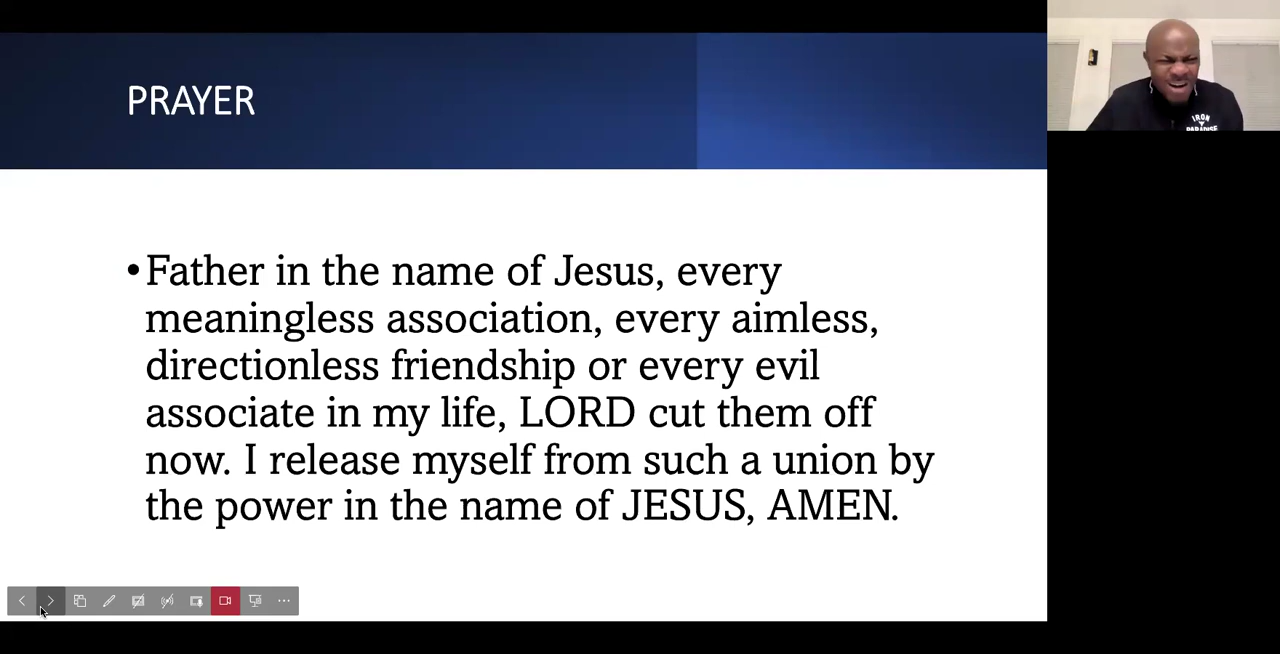 PRAYER
•Father in the name of Jesus, every
meaningless association, every aimless,
directionless friendship or every evil
associate in my life, LORD cut them off
now. I release myself from such a union by
the power in the name of JESUS, AMEN.
IRON
PARADISE